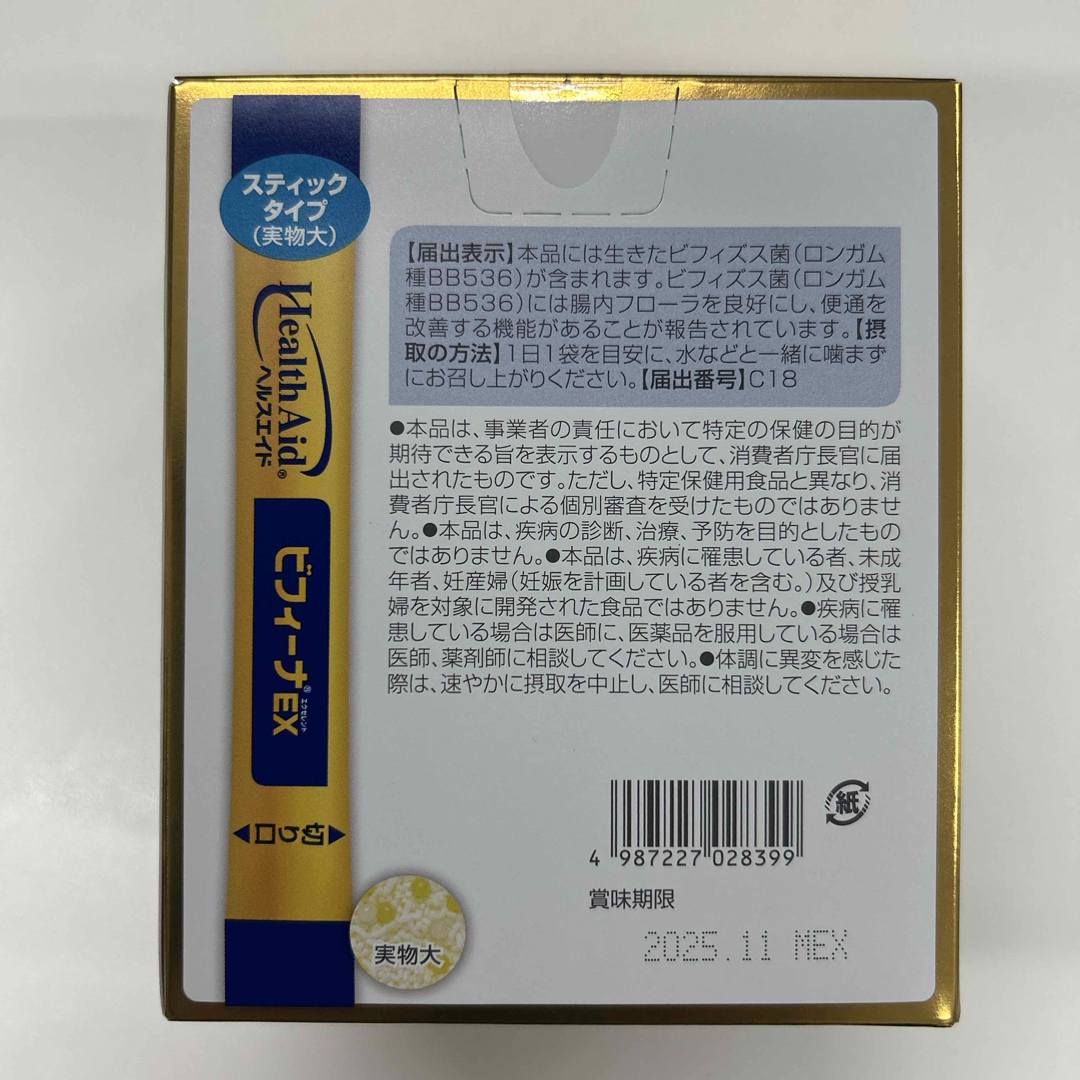 スティック
タイプ
(実物大)
Health Aid®
ヘルスエイド
ビフィーナ®EX
エクセレント
切り口
実物大
【届出表示】本品には生きたビフィズス菌(ロンガム
種BB536)が含まれます。ビフィズス菌(ロンガム
種BB536)には腸内フローラを良好にし、便通を
改善する機能があることが報告されています。【摂
取の方法】1日1袋を目安に、水などと一緒に噛まず
にお召し上がりください。【届出番号】C18
●本品は、事業者の責任において特定の保健の目的が
期待できる旨を表示するものとして、消費者庁長官に届
出されたものです。ただし、特定保健用食品と異なり、消
費者庁長官による個別審査を受けたものではありませ
ん。●本品は、疾病の診断、治療、予防を目的としたもの
ではありません。●本品は、疾病に罹患している者、未成
年者、妊産婦(妊娠を計画している者を含む。)及び授乳
婦を対象に開発された食品ではありません。●疾病に罹
患している場合は医師に、医薬品を服用している場合は
医師、薬剤師に相談してください。●体調に異変を感じた
際は、速やかに摂取を中止し、医師に相談してください。
4 987227 028399
紙
賞味期限
2025.11 MEX